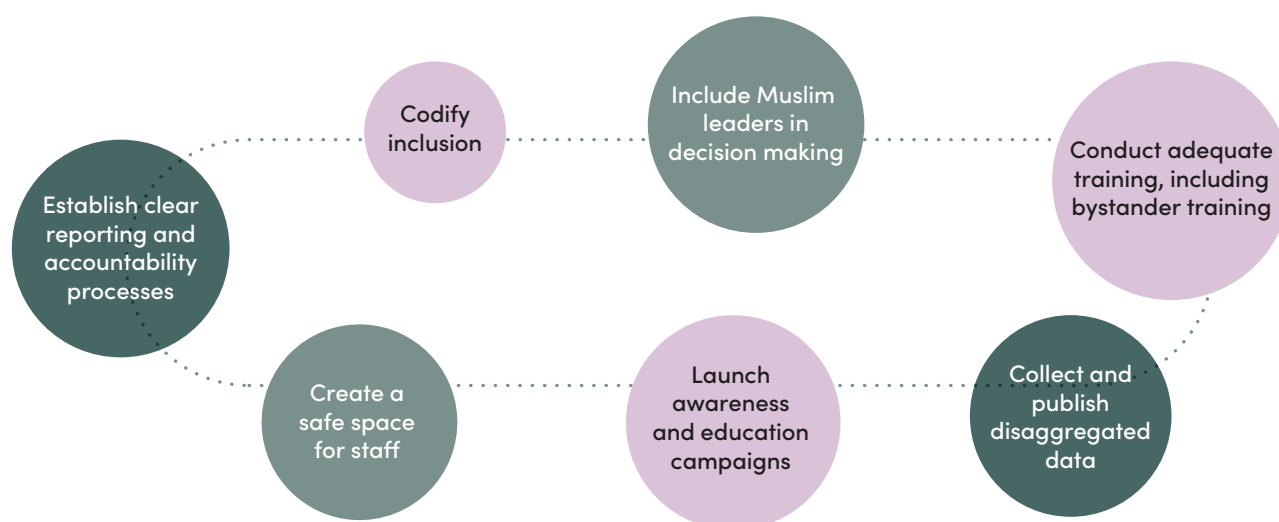 Codify
inclusion
Include Muslim
leaders in
decision making
Conduct adequate
training, including
bystander training
Establish clear
reporting and
accountability
processes
Create a
safe space
for staff
Launch
awareness
and education
campaigns
Collect and
publish
disaggregated
data